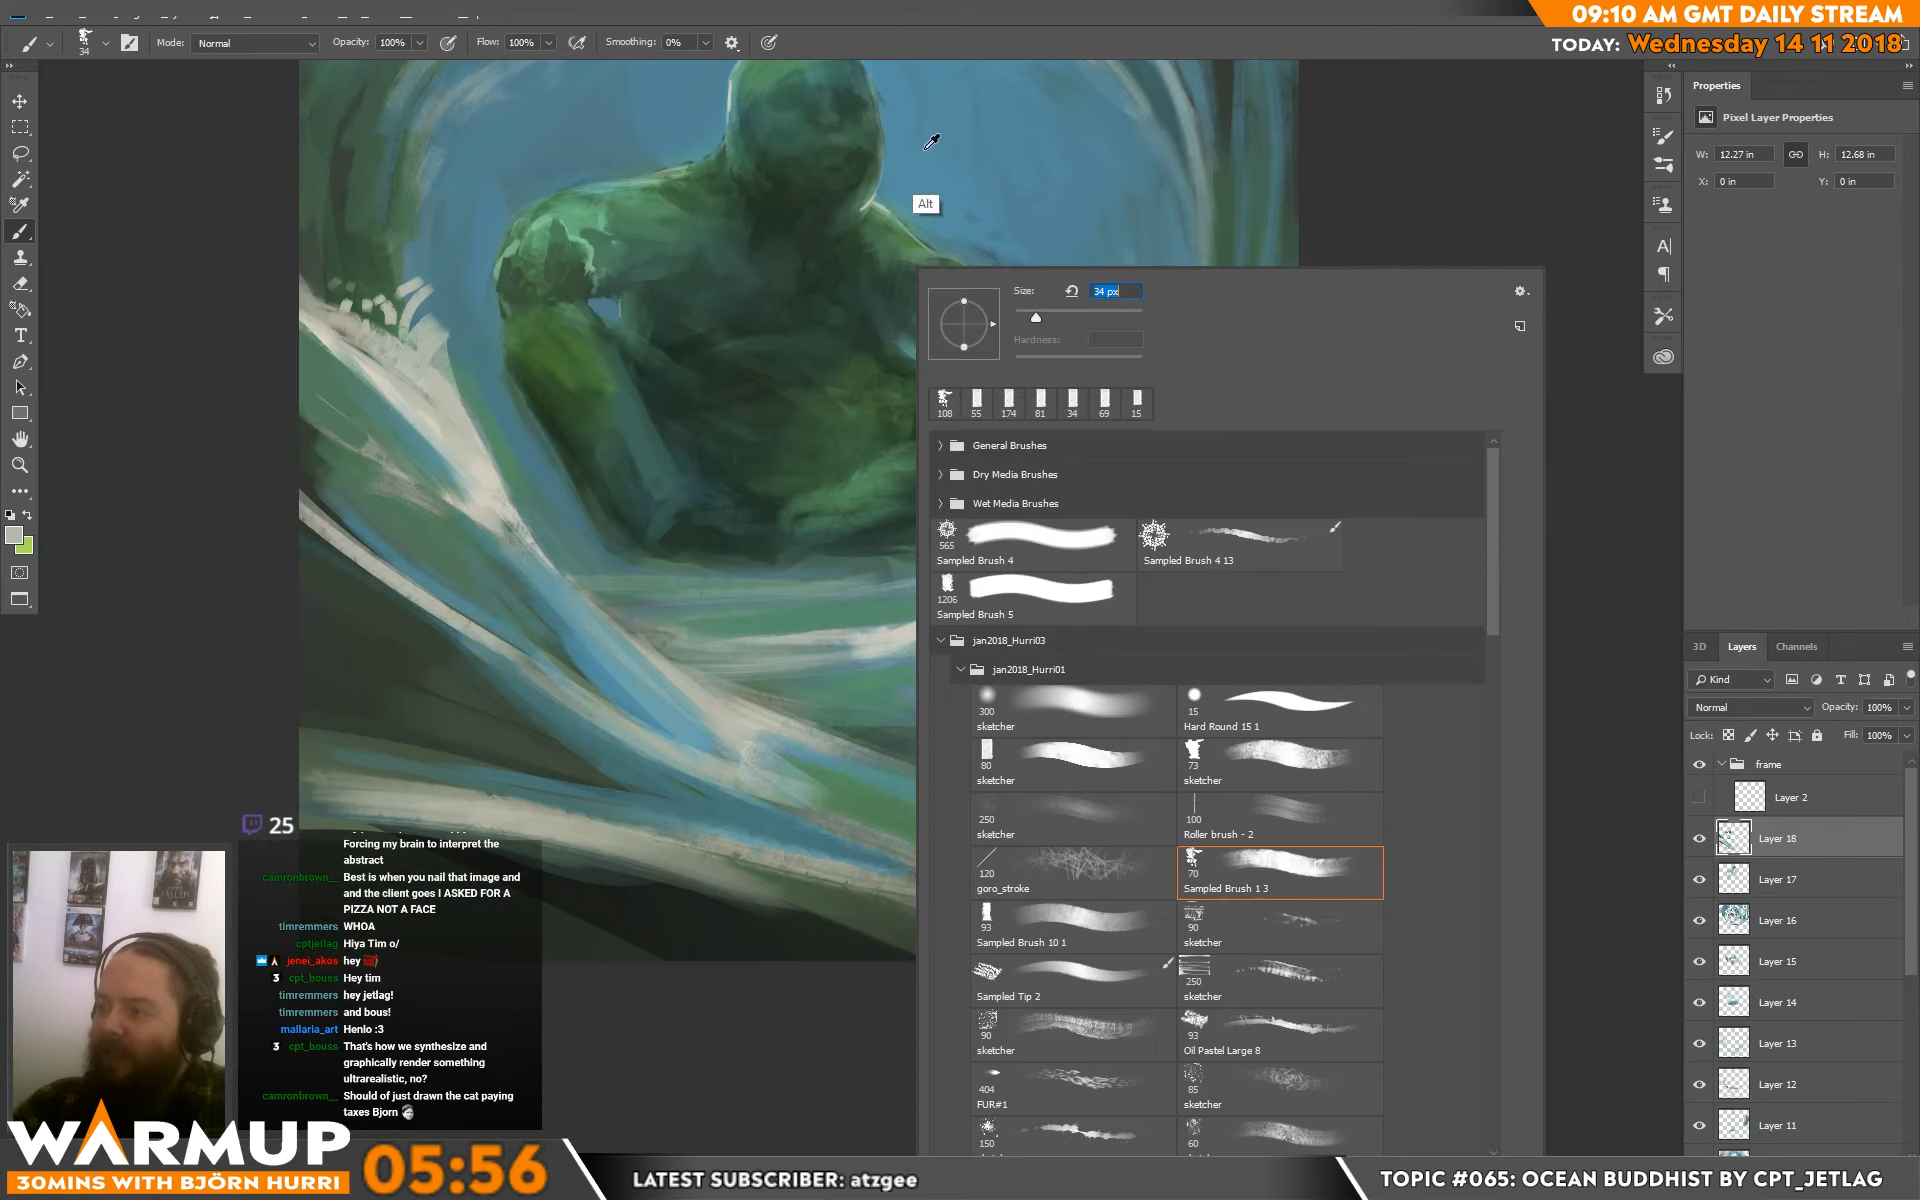 09:10 AM GMT DAILY STREAM
TODAY: Wednesday 14 11 2018
34
Mode: Normal
Opacity: 100%
Flow: 100%
Smoothing: 0%
Properties
Pixel Layer Properties
W: 12.27 in
H: 12.68 in
X: 0 in
Y: 0 in
Alt
Size:
34 px
Hardness:
108
55
174
81
34
69
15
General Brushes
Dry Media Brushes
Wet Media Brushes
565
Sampled Brush 4
Sampled Brush 4 13
1206
Sampled Brush 5
jan2018_Hurri03
jan2018_Hurri01
300
sketcher
15
Hard Round 15 1
80
sketcher
73
sketcher
250
sketcher
100
Roller brush - 2
120
goro_stroke
70
Sampled Brush 1 3
93
Sampled Brush 10 1
90
sketcher
Sampled Tip 2
250
sketcher
90
sketcher
93
Oil Pastel Large 8
404
FUR#1
85
sketcher
150
60
3D
Layers
Channels
Kind
Normal
Opacity: 100%
Lock:
Fill: 100%
frame
Layer 2
Layer 18
Layer 17
Layer 16
Layer 15
Layer 14
Layer 13
Layer 12
Layer 11
25
Forcing my brain to interpret the
abstract
camronbrown__ Best is when you nail that image and
and the client goes I ASKED FOR A
PIZZA NOT A FACE
timremmers WHOA
cptjetlag Hiya Tim o/
jenei_akos hey
3 cpt_bouss Hey tim
timremmers hey jetlag!
timremmers and bous!
mallaria_art Henlo :3
3 cpt_bouss That's how we synthesize and
graphically render something
ultrarealistic, no?
camronbrown__ Should of just drawn the cat paying
taxes Bjorn
WARMUP
30MINS WITH BJÖRN HURRI
05:56
LATEST SUBSCRIBER: atzgee
TOPIC #065: OCEAN BUDDHIST BY CPT_JETLAG